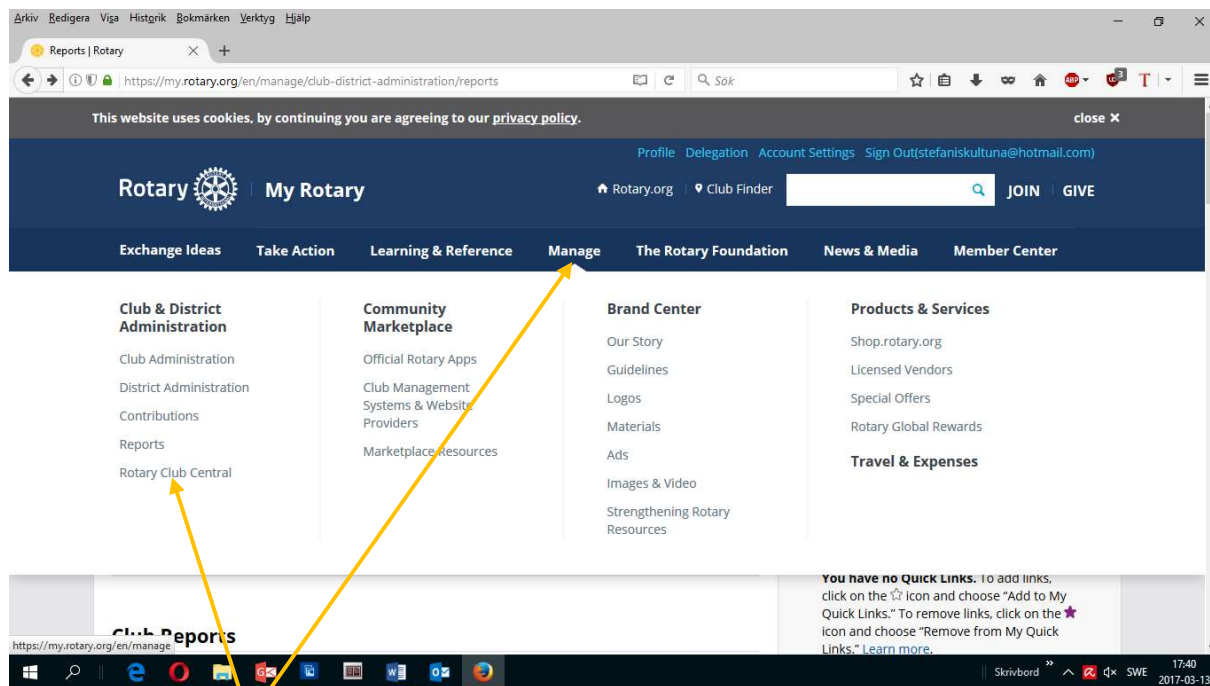 Arkiv Redigera Visa Historik Bokmärken Verktyg Hjälp
Reports | Rotary
https://my.rotary.org/en/manage/club-district-administration/reports
Sök
ABP
3
T
This website uses cookies, by continuing you are agreeing to our privacy policy.
close X
Profile Delegation Account Settings Sign Out(stefaniskultuna@hotmail.com)
Rotary
My Rotary
Rotary.org
Club Finder
JOIN
GIVE
Exchange Ideas Take Action Learning & Reference Manage The Rotary Foundation News & Media Member Center
Club & District
Administration
Club Administration
District Administration
Contributions
Reports
Rotary Club Central
Community
Marketplace
Official Rotary Apps
Club Management
Systems & Website
Providers
Marketplace Resources
Brand Center
Our Story
Guidelines
Logos
Materials
Ads
Images & Video
Strengthening Rotary
Resources
Products & Services
Shop.rotary.org
Licensed Vendors
Special Offers
Rotary Global Rewards
Travel & Expenses
You have no Quick Links. To add links,
click on the ☆ icon and choose "Add to My
Quick Links." To remove links, click on the ★
icon and choose "Remove from My Quick
Links." Learn more.
Club Reports
https://my.rotary.org/en/manage
Skrivbord
SWE
17:40
2017-03-13